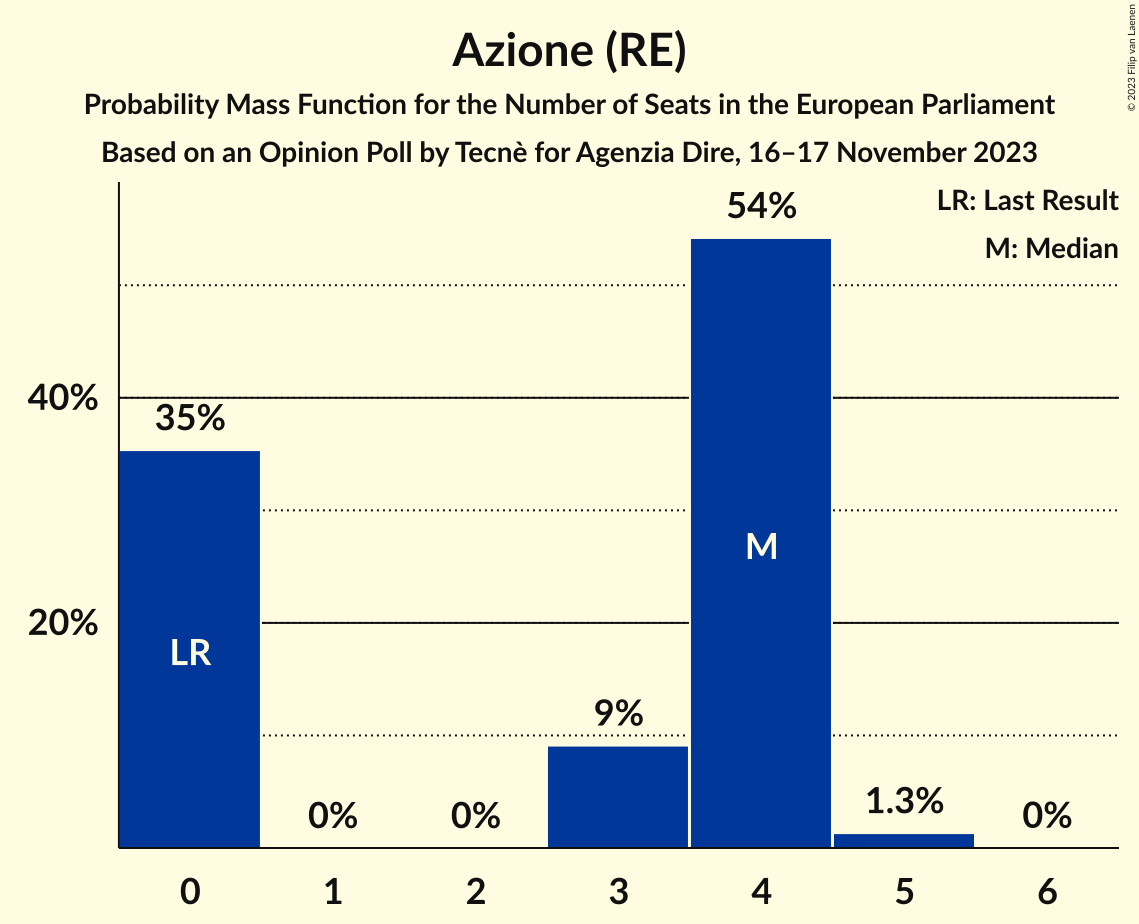 Azione (RE)
Probability Mass Function for the Number of Seats in the European Parliament
Based on an Opinion Poll by Tecnè for Agenzia Dire, 16–17 November 2023
© 2023 Filip van Laenen
LR: Last Result
M: Median
54%
40%
35%
M
20%
LR
9%
1.3%
0%
0%
0%
0
1
2
3
4
5
6